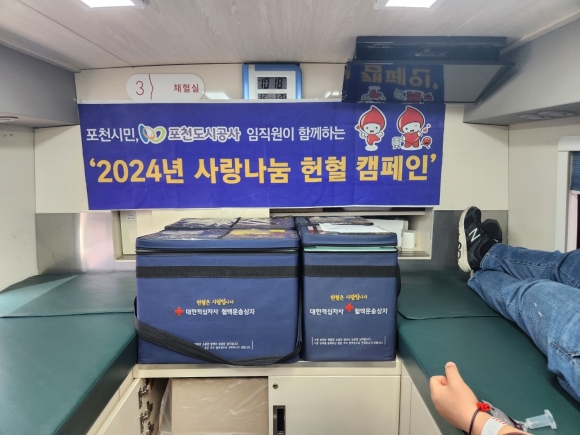 3 채혈실
10:18
포천시민, 포천도시공사 임직원이 함께하는
'2024년 사랑나눔 헌혈 캠페인'
헌혈은 사랑입니다
대한적십자사 혈액운송상자
헌혈은 사랑입니다
대한적십자사 혈액운송상자
N